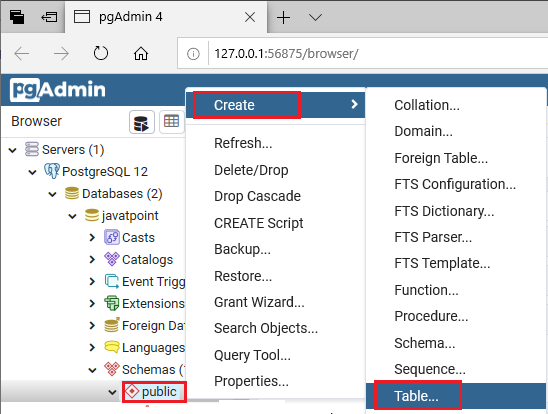 pgAdmin 4
127.0.0.1:56875/browser/
pgAdmin
Browser
Servers (1)
PostgreSQL 12
Databases (2)
javatpoint
Casts
Catalogs
Event Trigg
Extensions
Foreign Dat
Languages
Schemas (1
public
Create
Refresh...
Delete/Drop
Drop Cascade
CREATE Script
Backup...
Restore...
Grant Wizard...
Search Objects...
Query Tool...
Properties...
Collation...
Domain...
Foreign Table...
FTS Configuration...
FTS Dictionary...
FTS Parser...
FTS Template...
Function...
Procedure...
Schema...
Sequence...
Table...